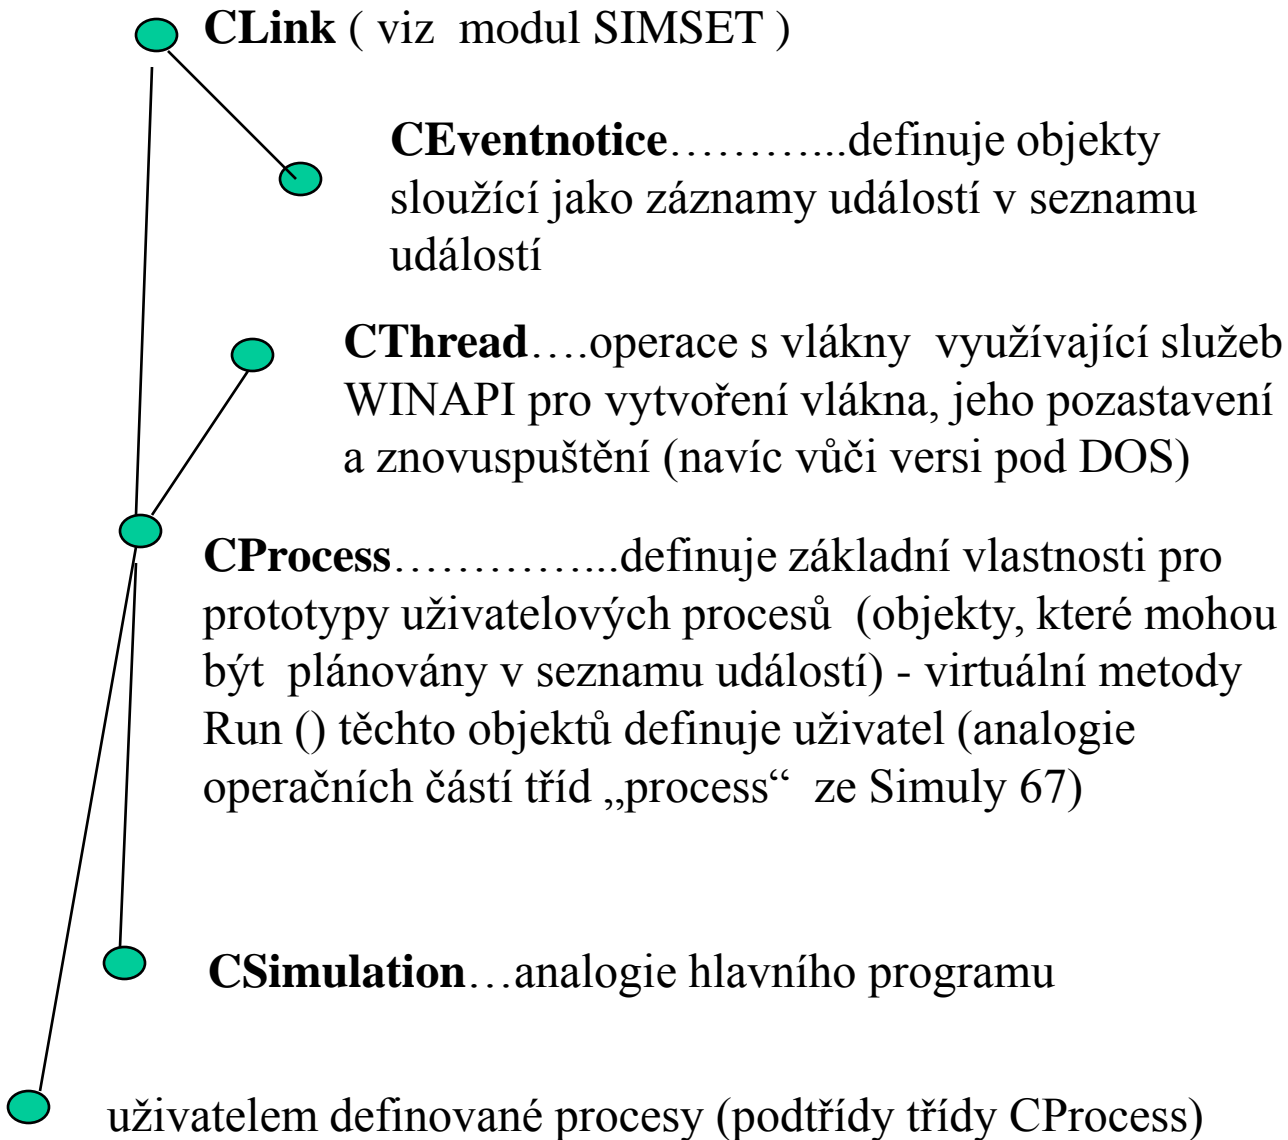 CLink ( viz  modul SIMSET )
CEventnotice………...definuje objekty
sloužící jako záznamy událostí v seznamu
událostí
CThread….operace s vlákny  využívající služeb
WINAPI pro vytvoření vlákna, jeho pozastavení
a znovuspuštění (navíc vůči versi pod DOS)
CProcess…………...definuje základní vlastnosti pro
prototypy uživatelových procesů  (objekty, které mohou
být  plánovány v seznamu událostí) - virtuální metody
Run () těchto objektů definuje uživatel (analogie
operačních částí tříd „process“  ze Simuly 67)
CSimulation…analogie hlavního programu
uživatelem definované procesy (podtřídy třídy CProcess)